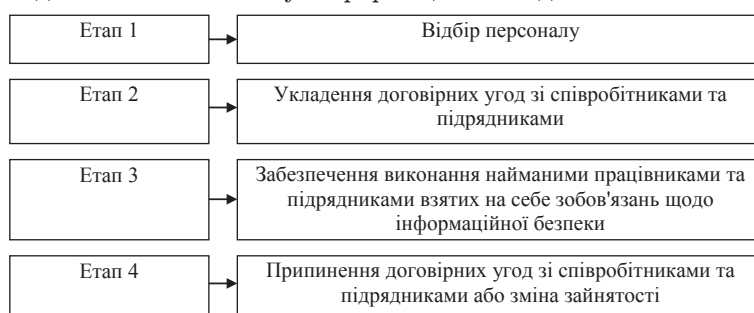 Етап 1
Відбір персоналу
Етап 2
Укладення договірних угод зі співробітниками та
підрядниками
Етап 3
Забезпечення виконання найманими працівниками та
підрядниками взятих на себе зобов'язань щодо
інформаційної безпеки
Етап 4
Припинення договірних угод зі співробітниками та
підрядниками або зміна зайнятості